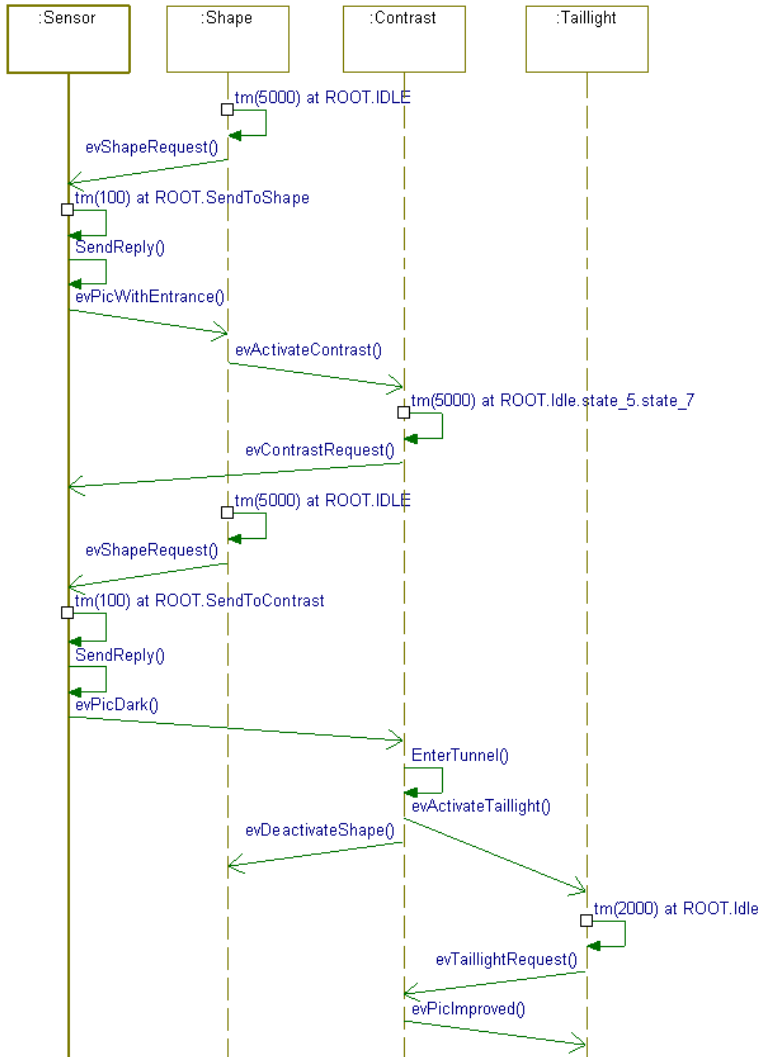 :Sensor
:Shape
:Contrast
:Taillight
tm(5000) at ROOT.IDLE
evShapeRequest()
tm(100) at ROOT.SendToShape
SendReply()
evPicWithEntrance()
evActivateContrast()
tm(5000) at ROOT.Idle.state_5.state_7
evContrastRequest()
tm(5000) at ROOT.IDLE
evShapeRequest()
tm(100) at ROOT.SendToContrast
SendReply()
evPicDark()
EnterTunnel()
evActivateTaillight()
evDeactivateShape()
tm(2000) at ROOT.Idle
evTaillightRequest()
evPicImproved()